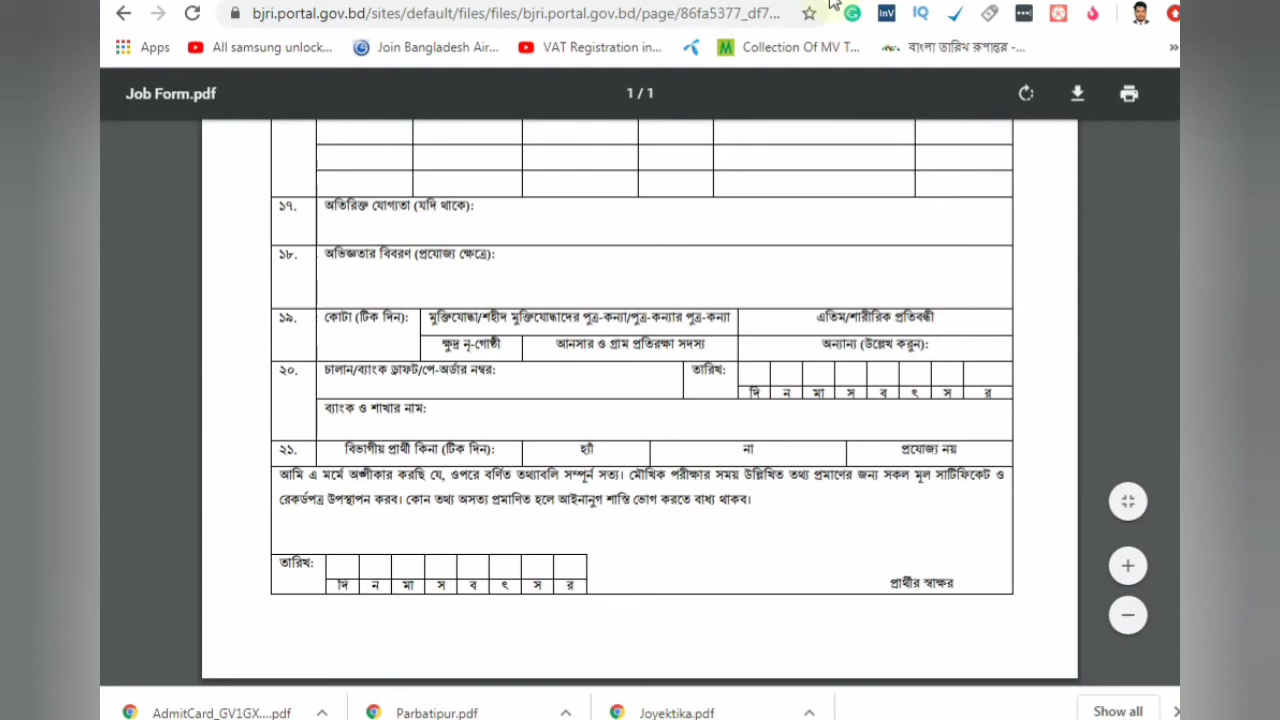 bjri.portal.gov.bd/sites/default/files/files/bjri.portal.gov.bd/page/86fa5377_df7...
InV
IQ
Apps
All samsung unlock...
Join Bangladesh Air...
VAT Registration in...
M
Collection Of MV T...
বাংলা তারিখ রূপান্তর -...
»
Job Form.pdf
1 / 1
১৭. অতিরিক্ত যোগ্যতা (যদি থাকে):
১৮. অভিজ্ঞতার বিবরণ (প্রযোজ্য ক্ষেত্রে):
১৯. কোটা (টিক দিন): মুক্তিযোদ্ধা/শহীদ মুক্তিযোদ্ধাদের পুত্র-কন্যা/পুত্র-কন্যার পুত্র-কন্যা এতিম/শারীরিক প্রতিবন্ধী
ক্ষুদ্র নৃ-গোষ্ঠী আনসার ও গ্রাম প্রতিরক্ষা সদস্য অন্যান্য (উল্লেখ করুন):
২০. চালান/ব্যাংক ড্রাফট/পে-অর্ডার নম্বর: তারিখ:
দি ন মা স ব ৎ স র
ব্যাংক ও শাখার নাম:
২১. বিভাগীয় প্রার্থী কিনা (টিক দিন): হ্যাঁ না প্রযোজ্য নয়
আমি এ মর্মে অঙ্গীকার করছি যে, ওপরে বর্ণিত তথ্যাবলি সম্পূর্ন সত্য। মৌখিক পরীক্ষার সময় উল্লিখিত তথ্য প্রমাণের জন্য সকল মূল সার্টিফিকেট ও
রেকর্ডপত্র উপস্থাপন করব। কোন তথ্য অসত্য প্রমাণিত হলে আইনানুগ শাস্তি ভোগ করতে বাধ্য থাকব।
তারিখ:
দি ন মা স ব ৎ স র
প্রার্থীর স্বাক্ষর
AdmitCard_GV1GX....pdf
Parbatipur.pdf
Joyektika.pdf
Show all